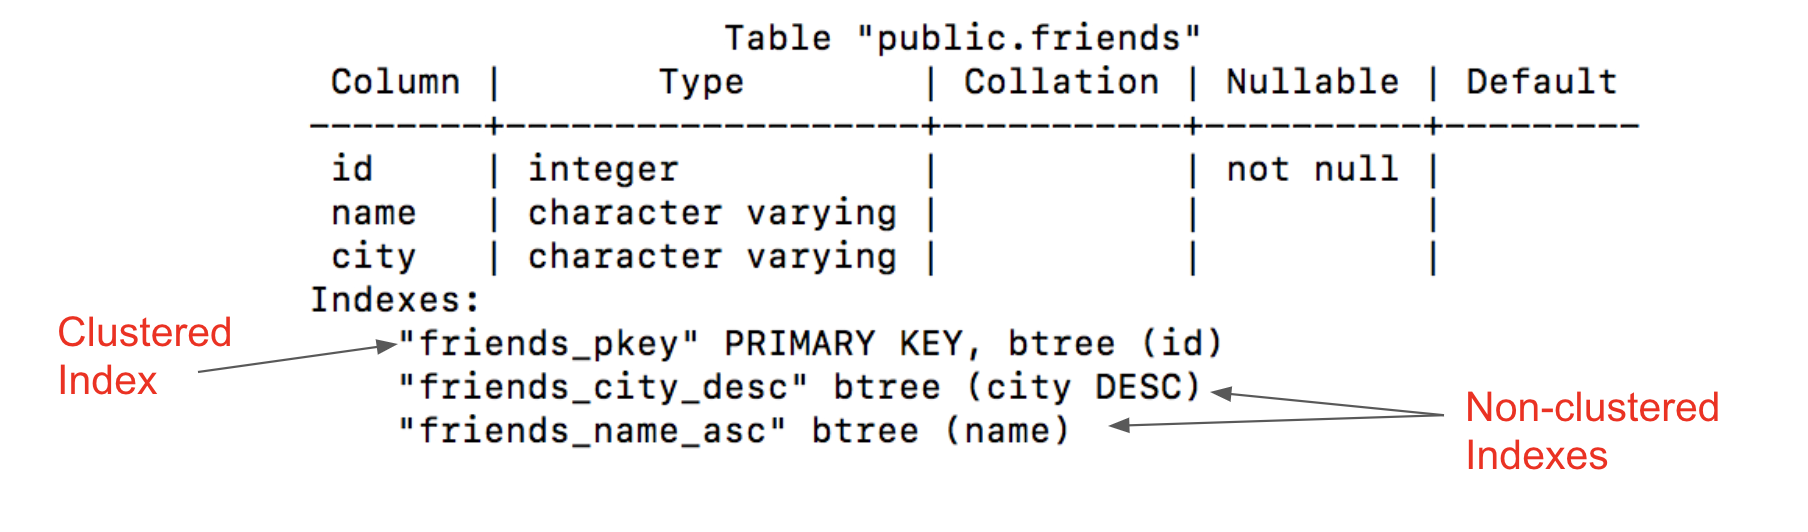 Table "public.friends"
Column | Type | Collation | Nullable | Default
--------+-------------------+-----------+----------+---------
id | integer | | not null |
name | character varying | | |
city | character varying | | |
Indexes:
Clustered
Index
"friends_pkey" PRIMARY KEY, btree (id)
"friends_city_desc" btree (city DESC)
"friends_name_asc" btree (name)
Non-clustered
Indexes